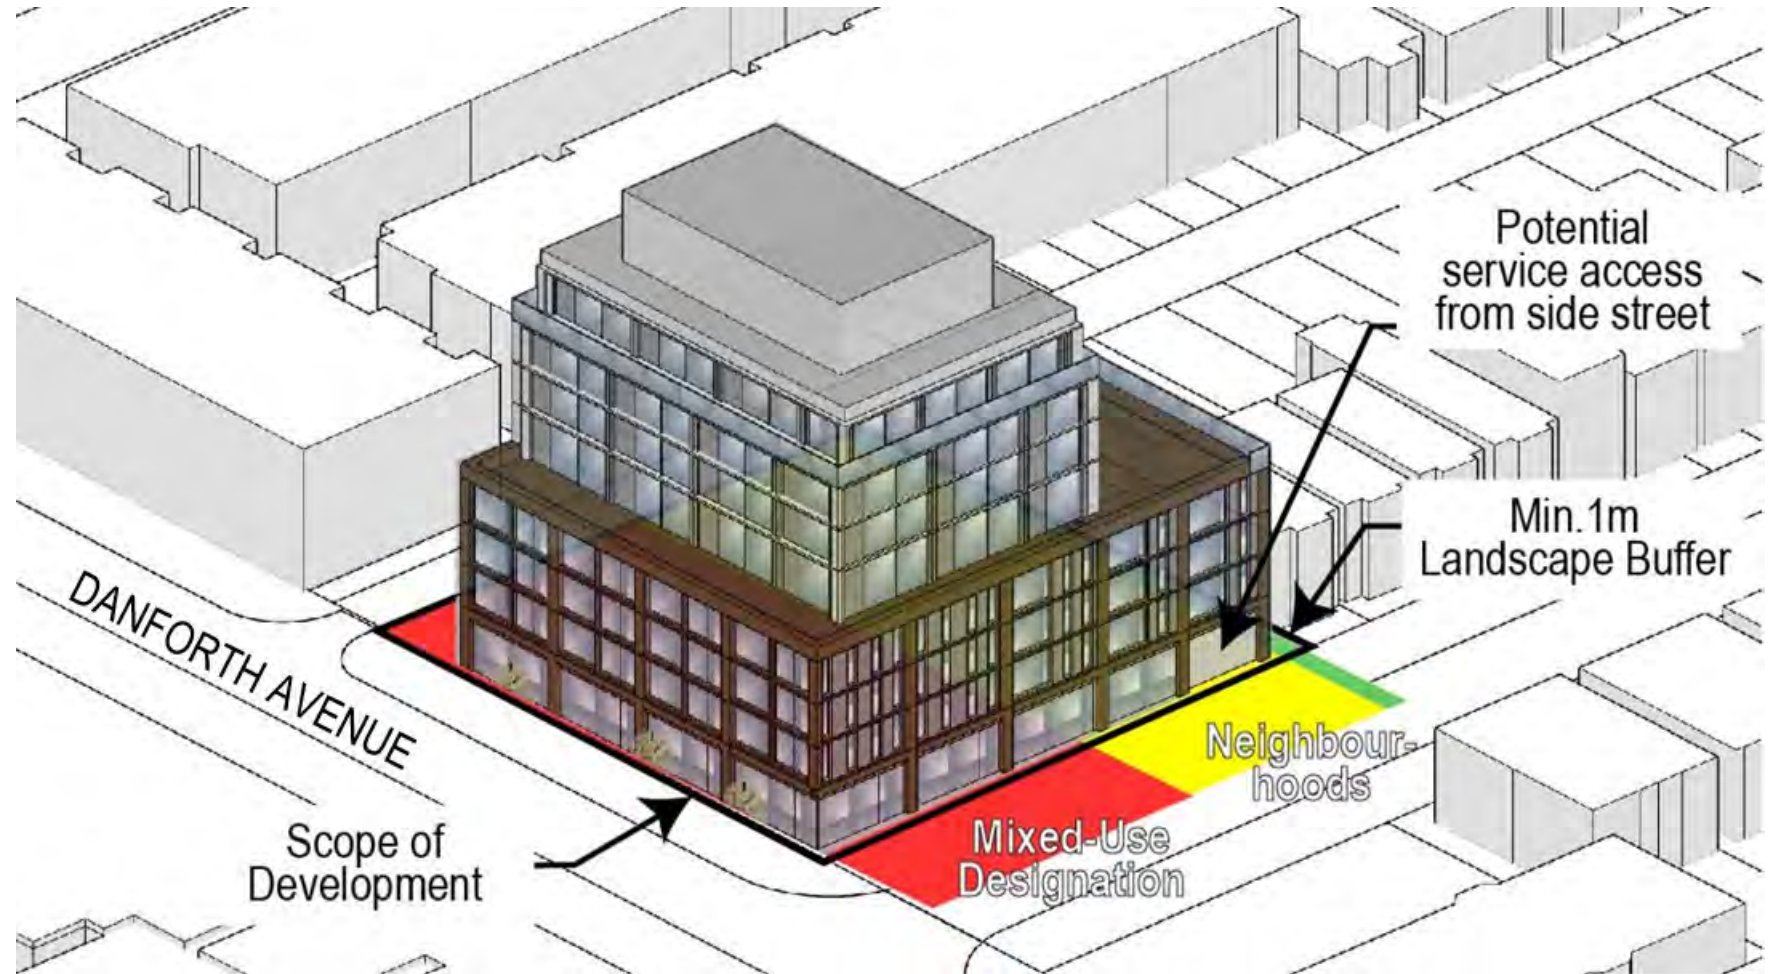 Potential
service access
from side street
Min.1m
Landscape Buffer
DANFORTH AVENUE
Neighbour-
hoods
Mixed-Use
Designation
Scope of
Development